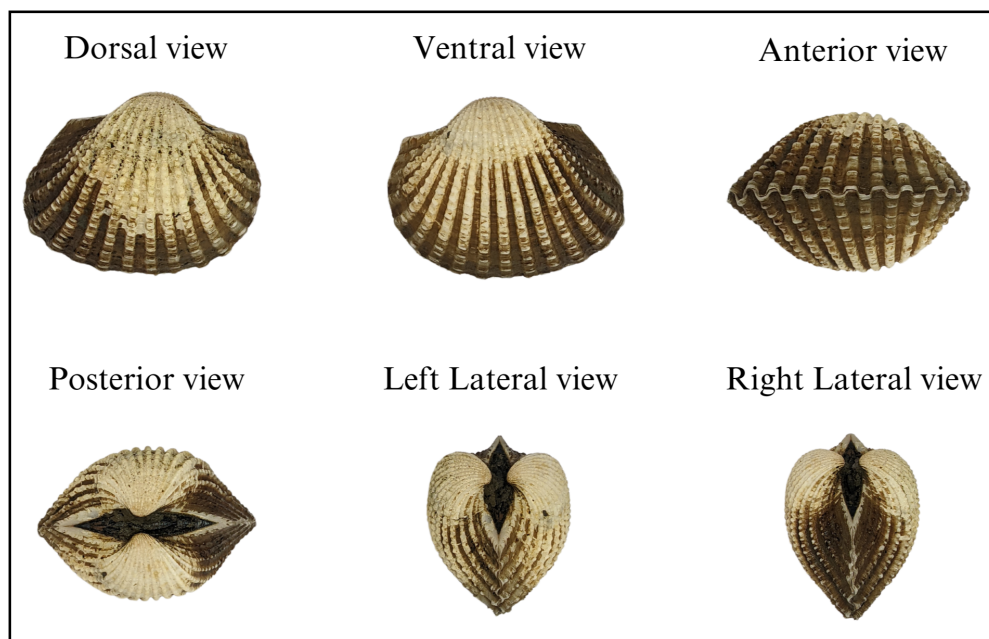 Dorsal view
Ventral view
Anterior view
Posterior view
Left Lateral view
Right Lateral view